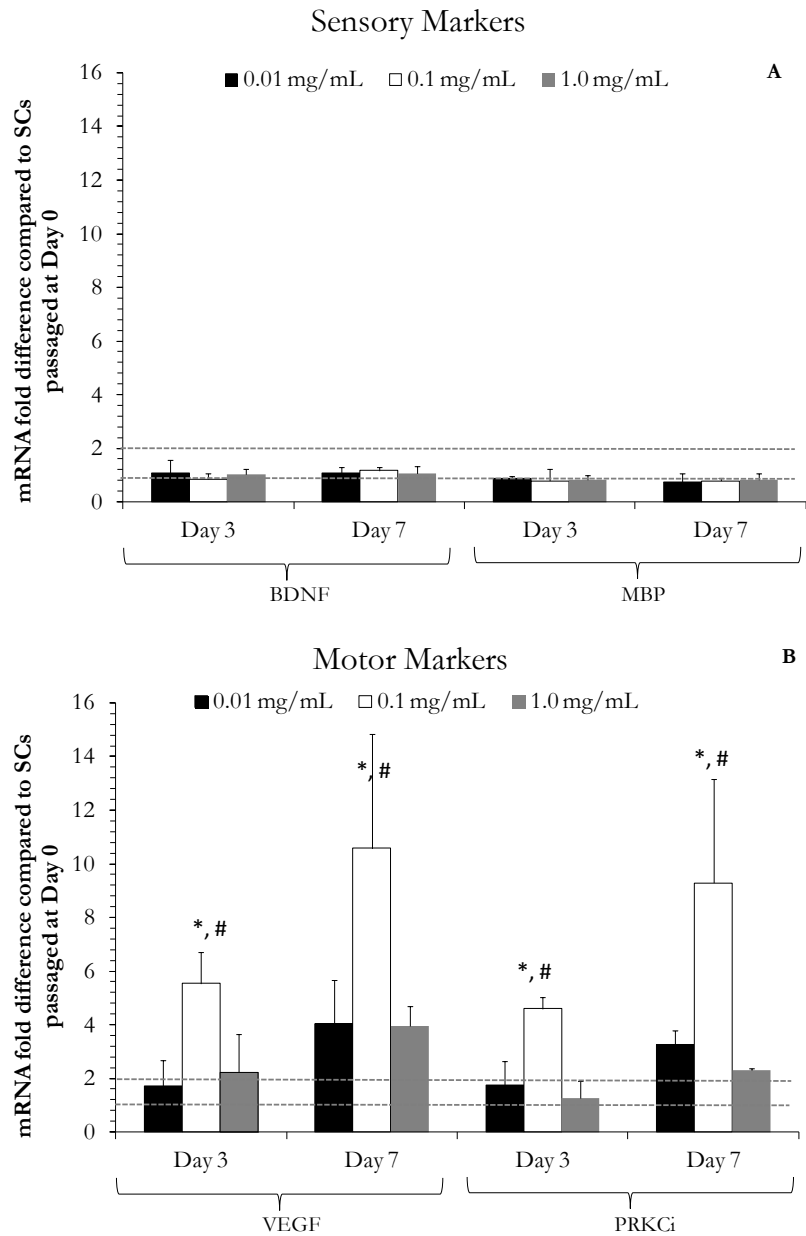 Sensory Markers
A
0.01 mg/mL 0.1 mg/mL 1.0 mg/mL
mRNA fold difference compared to SCs
passaged at Day 0
16
14
12
10
8
6
4
2
0
Day 3 Day 7 Day 3 Day 7
BDNF MBP
Motor Markers
B
0.01 mg/mL 0.1 mg/mL 1.0 mg/mL
mRNA fold difference compared to SCs
passaged at Day 0
16
14
12
10
8
6
4
2
0
*, #
*, #
*, #
*, #
Day 3 Day 7 Day 3 Day 7
VEGF PRKCi